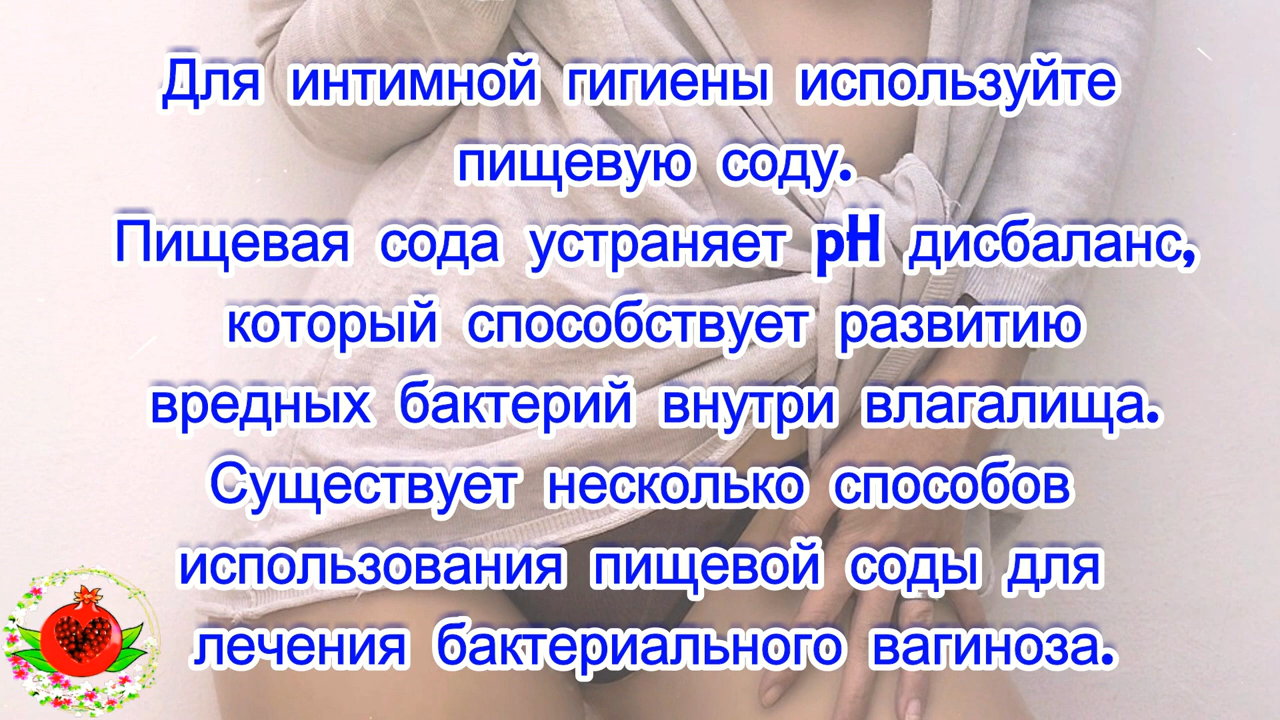 Для интимной гигиены используйте
пищевую соду.
Пищевая сода устраняет pH дисбаланс,
который способствует развитию
вредных бактерий внутри влагалища.
Существует несколько способов
использования пищевой соды для
лечения бактериального вагиноза.